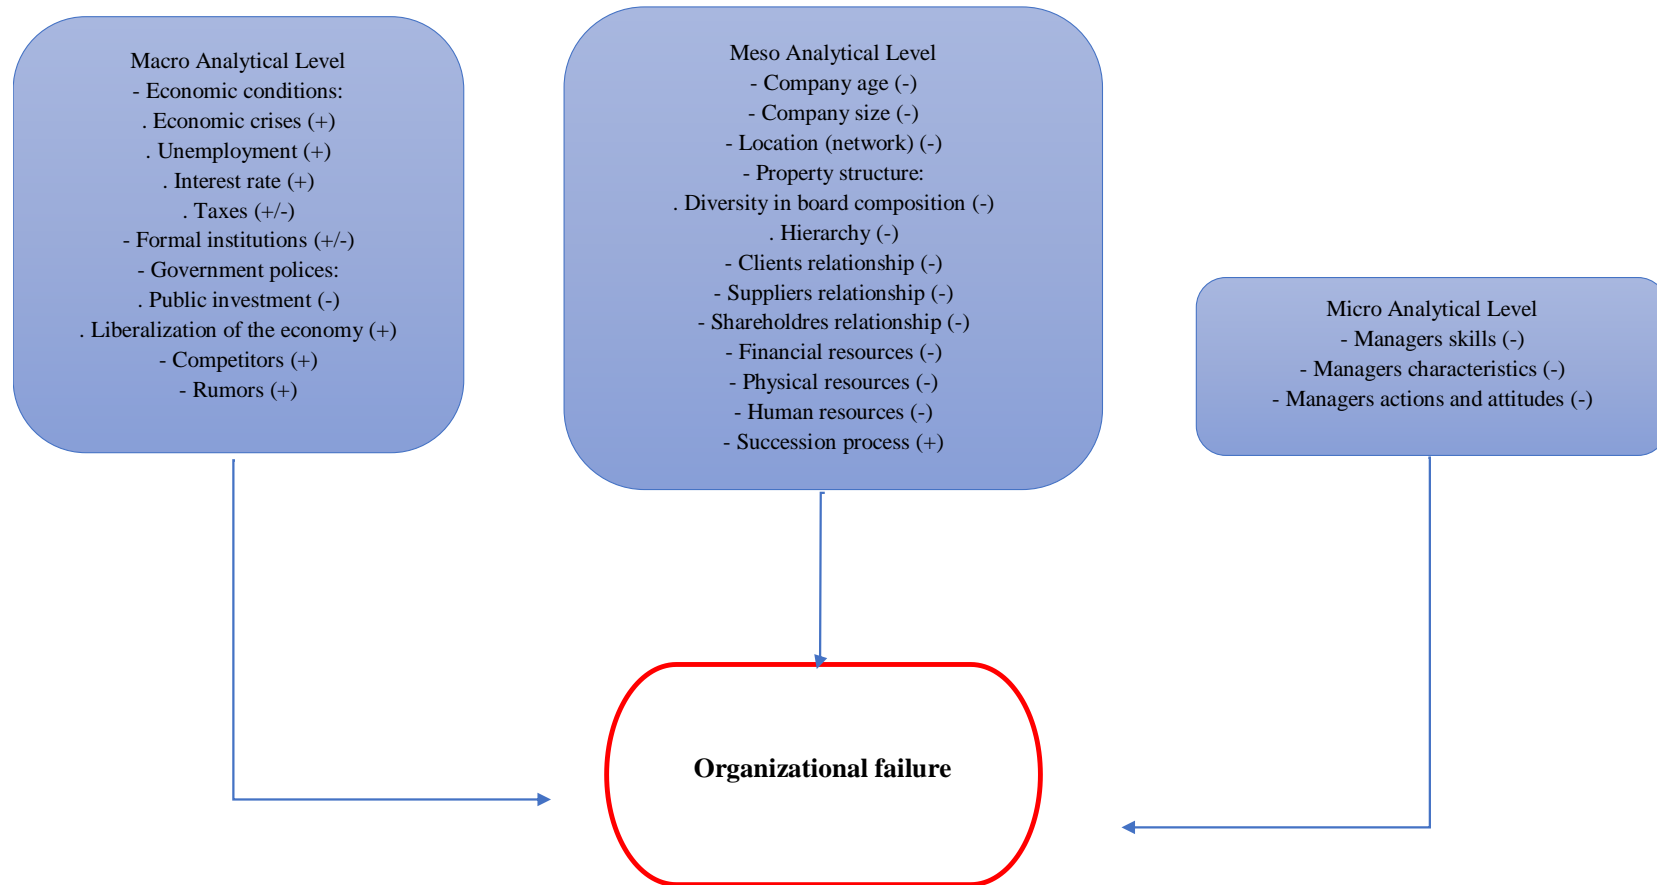 Macro Analytical Level
- Economic conditions:
. Economic crises (+)
. Unemployment (+)
. Interest rate (+)
. Taxes (+/-)
- Formal institutions (+/-)
- Government polices:
. Public investment (-)
. Liberalization of the economy (+)
- Competitors (+)
- Rumors (+)
Meso Analytical Level
- Company age (-)
- Company size (-)
- Location (network) (-)
- Property structure:
. Diversity in board composition (-)
. Hierarchy (-)
- Clients relationship (-)
- Suppliers relationship (-)
- Shareholdres relationship (-)
- Financial resources (-)
- Physical resources (-)
- Human resources (-)
- Succession process (+)
Micro Analytical Level
- Managers skills (-)
- Managers characteristics (-)
- Managers actions and attitudes (-)
Organizational failure